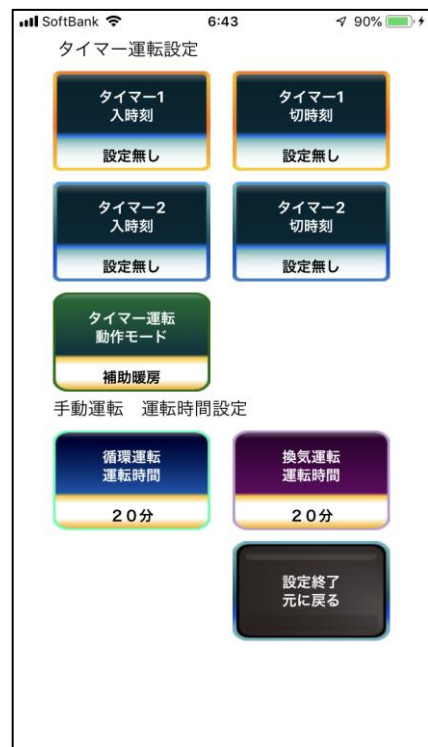 SoftBank 6:43 90%
タイマー運転設定
タイマー1
入時刻
設定無し
タイマー1
切時刻
設定無し
タイマー2
入時刻
設定無し
タイマー2
切時刻
設定無し
タイマー運転
動作モード
補助暖房
手動運転　運転時間設定
循環運転
運転時間
２０分
換気運転
運転時間
２０分
設定終了
元に戻る